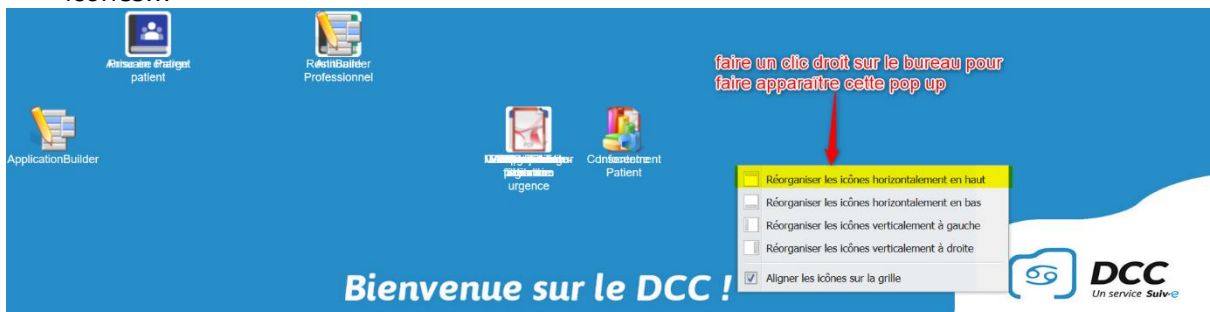 icônes...
patient
Professionnel
faire un clic droit sur le bureau pour
faire apparaître cette pop up
ApplicationBuilder
Patient
urgence
Réorganiser les icônes horizontalement en haut
Réorganiser les icônes horizontalement en bas
Réorganiser les icônes verticalement à gauche
Réorganiser les icônes verticalement à droite
Aligner les icônes sur la grille
Bienvenue sur le DCC !
DCC
Un service Suiv-e